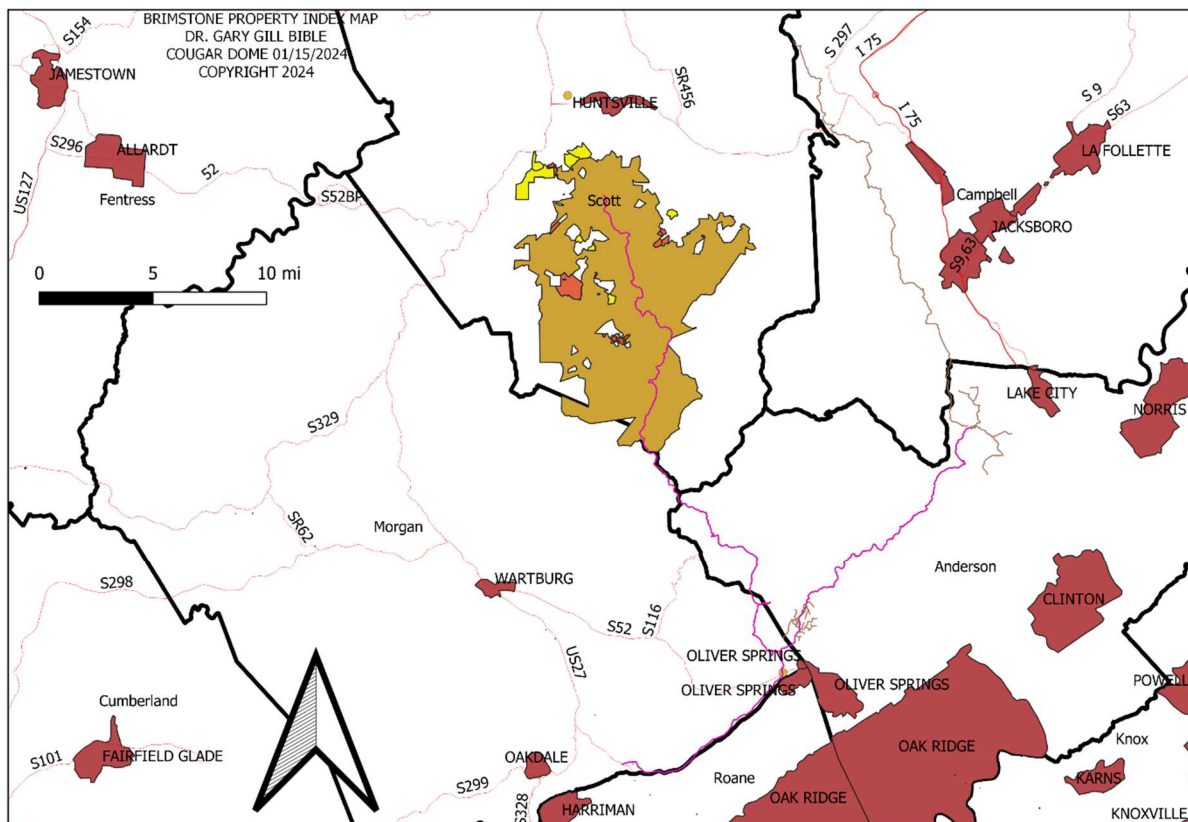 BRIMSTONE PROPERTY INDEX MAP
DR. GARY GILL BIBLE
COUGAR DOME 01/15/2024
COPYRIGHT 2024
S154
JAMESTOWN
S296
ALLARDT
52
US127
Fentress
S52BP
HUNTSVILLE
SR456
S 297
I 75
I 75
S 9
S63
LA FOLLETTE
Campbell
JACKSBORO
S9,63
Scott
0 5 10 mi
LAKE CITY
NORRIS
S329
SR62
Morgan
S298
WARTBURG
S52
S116
US27
Anderson
CLINTON
OLIVER SPRINGS
OLIVER SPRINGS
OLIVER SPRINGS
POWELL
Cumberland
S101
FAIRFIELD GLADE
OAKDALE
S299
S328
HARRIMAN
Roane
OAK RIDGE
OAK RIDGE
Knox
KARNS
KNOXVILLE